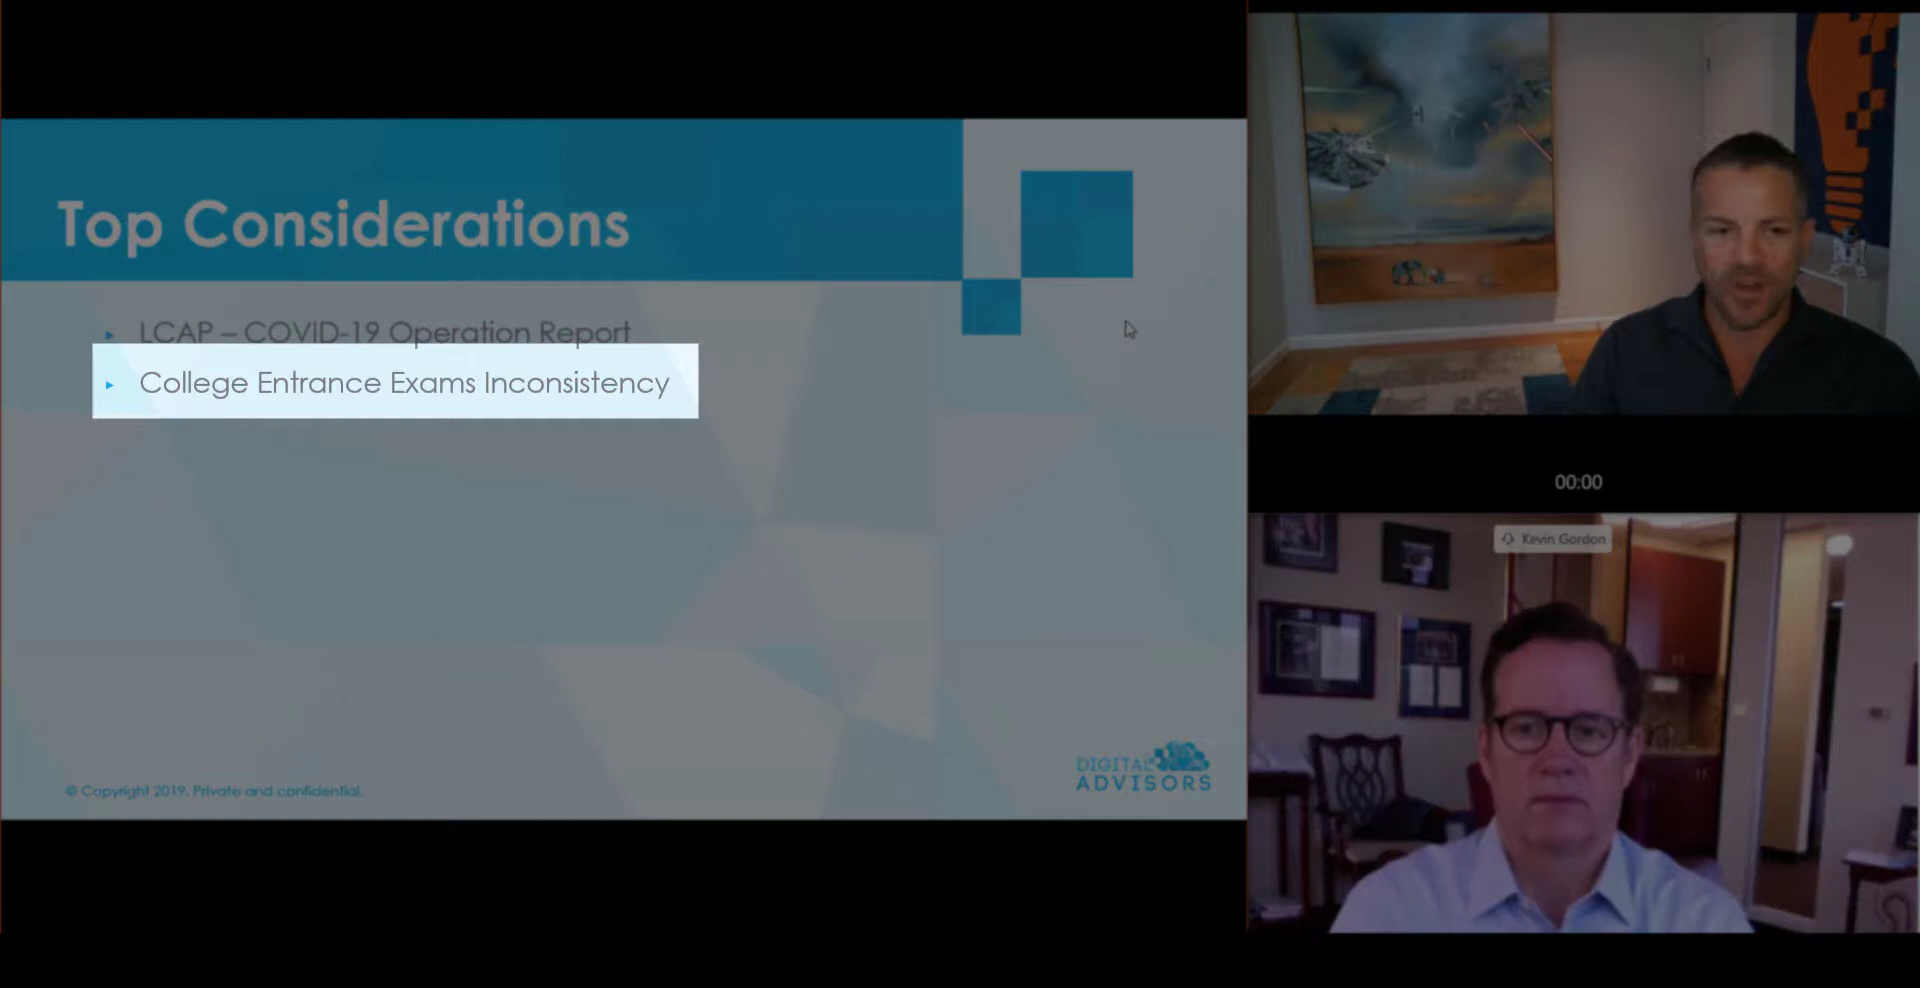 Top Considerations
LCAP – COVID-19 Operation Report
College Entrance Exams Inconsistency
© Copyright 2019. Private and confidential.
DIGITAL
ADVISORS
00:00
Kevin Gordon